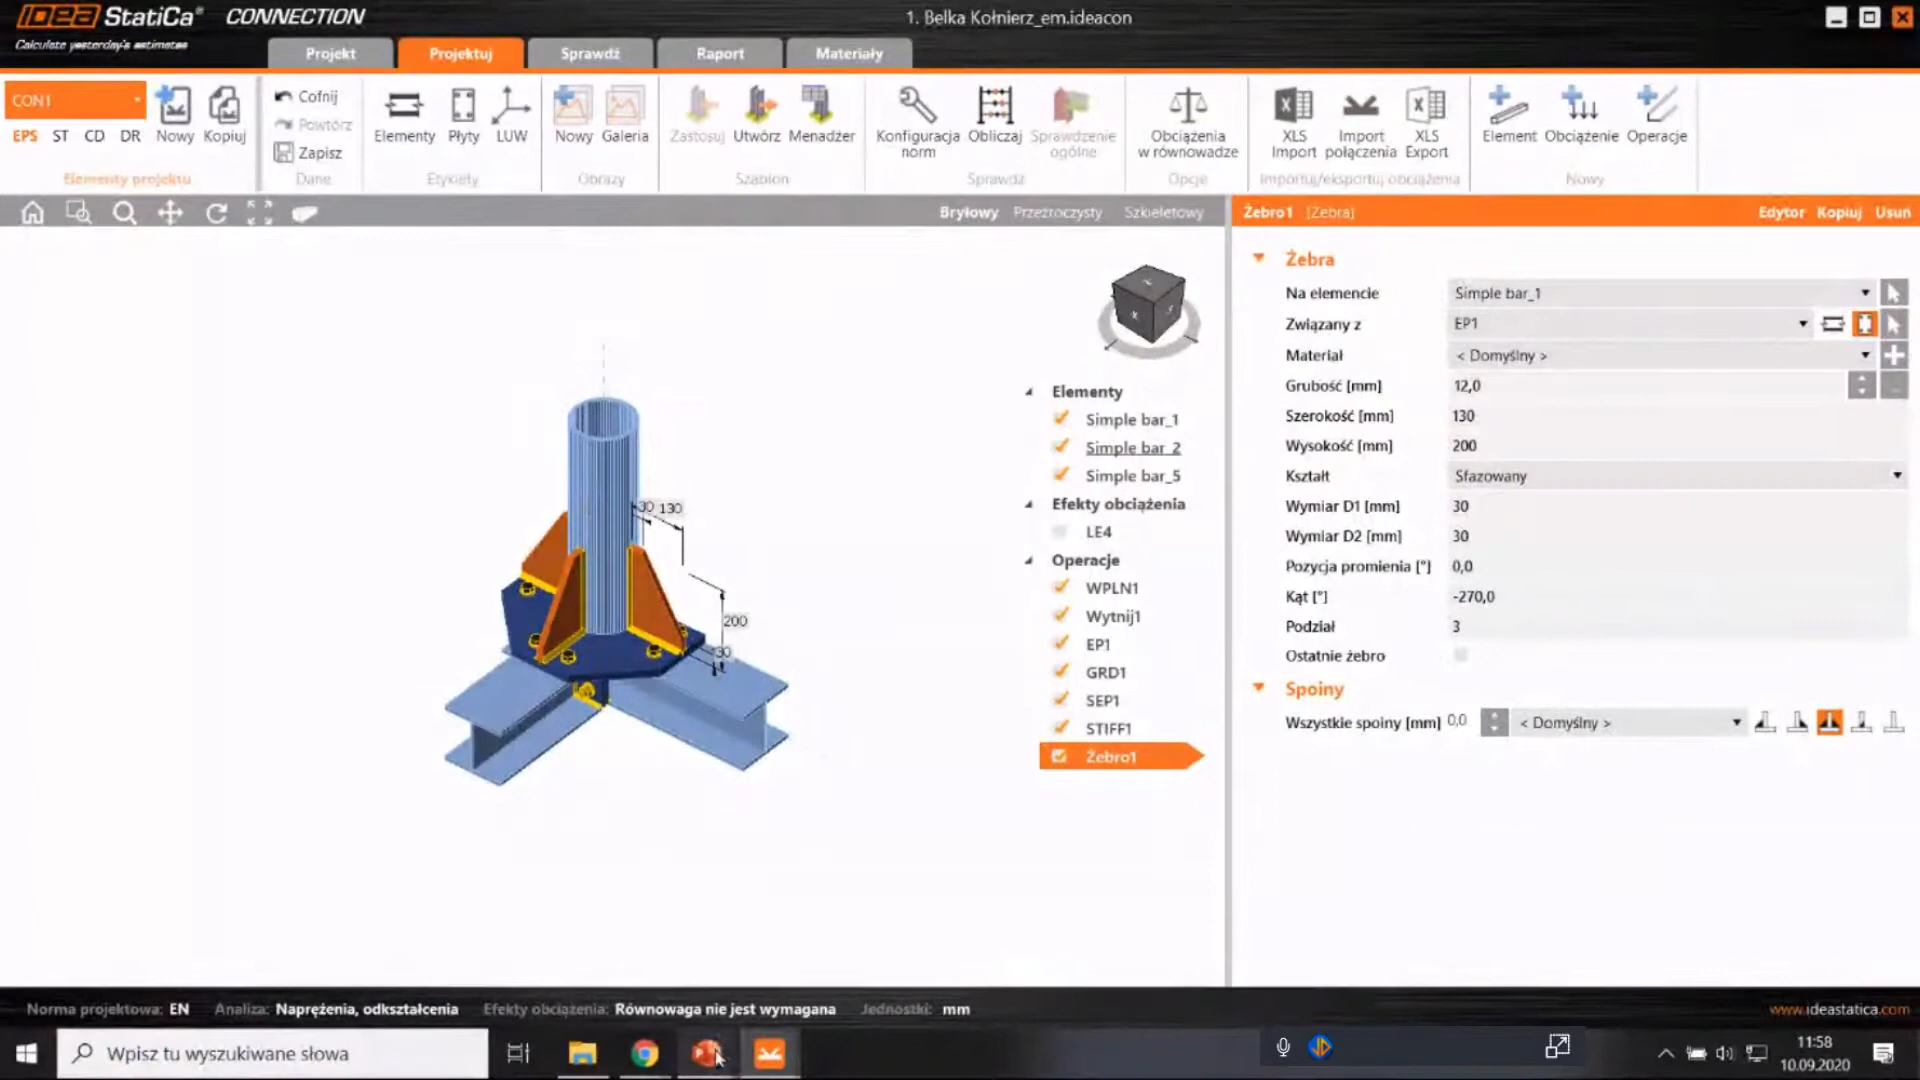 IDEA StatiCa® CONNECTION
Calculate yesterday's estimates
1. Belka Kołnierz_em.ideacon
Projekt
Projektuj
Sprawdź
Raport
Materiały
CON1
EPS ST CD DR
Nowy
Kopiuj
Elementy projektu
Cofnij
Powtórz
Zapisz
Dane
Elementy
Płyty
LUW
Etykiety
Nowy
Galeria
Obrazy
Zastosuj
Utwórz
Menadżer
Szablon
Konfiguracja
norm
Obliczaj
Sprawdzenie
ogólne
Sprawdź
Obciążenia
w równowadze
Opcje
XLS
Import
Import
połączenia
XLS
Export
Importuj/eksportuj obciążenia
Element
Obciążenie
Operacje
Nowy
Bryłowy Przezroczysty Szkieletowy
Żebro1 [Żebra]
Edytor Kopiuj Usuń
30 130
200
30
Elementy
Simple bar_1
Simple bar_2
Simple bar_5
Efekty obciążenia
LE4
Operacje
WPLN1
Wytnij1
EP1
GRD1
SEP1
STIFF1
Żebro1
Żebra
Na elemencie Simple bar_1
Związany z EP1
Materiał < Domyślny >
Grubość [mm] 12,0
Szerokość [mm] 130
Wysokość [mm] 200
Kształt Sfazowany
Wymiar D1 [mm] 30
Wymiar D2 [mm] 30
Pozycja promienia [°] 0,0
Kąt [°] -270,0
Podział 3
Ostatnie żebro
Spoiny
Wszystkie spoiny [mm] 0,0 < Domyślny >
Norma projektowa: EN Analiza: Naprężenia, odkształcenia Efekty obciążenia: Równowaga nie jest wymagana Jednostki: mm
www.ideastatica.com
Wpisz tu wyszukiwane słowa
11:58
10.09.2020